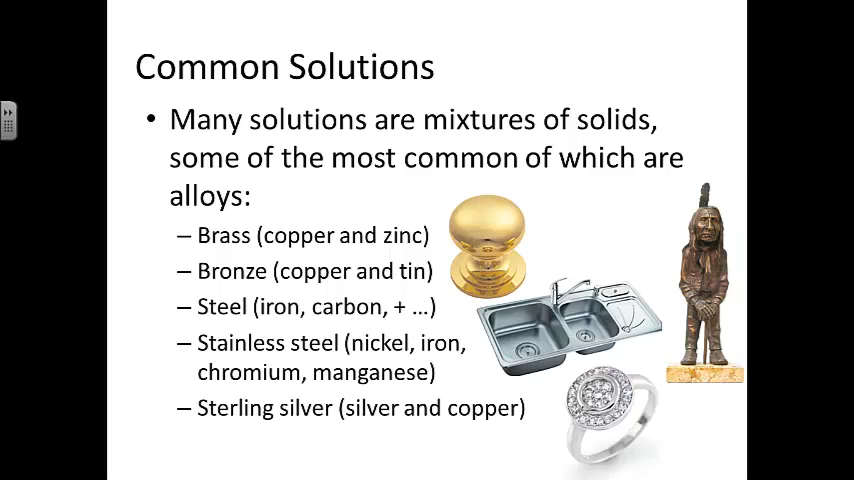 Common Solutions
• Many solutions are mixtures of solids,
some of the most common of which are
alloys:
– Brass (copper and zinc)
– Bronze (copper and tin)
– Steel (iron, carbon, + …)
– Stainless steel (nickel, iron,
chromium, manganese)
– Sterling silver (silver and copper)